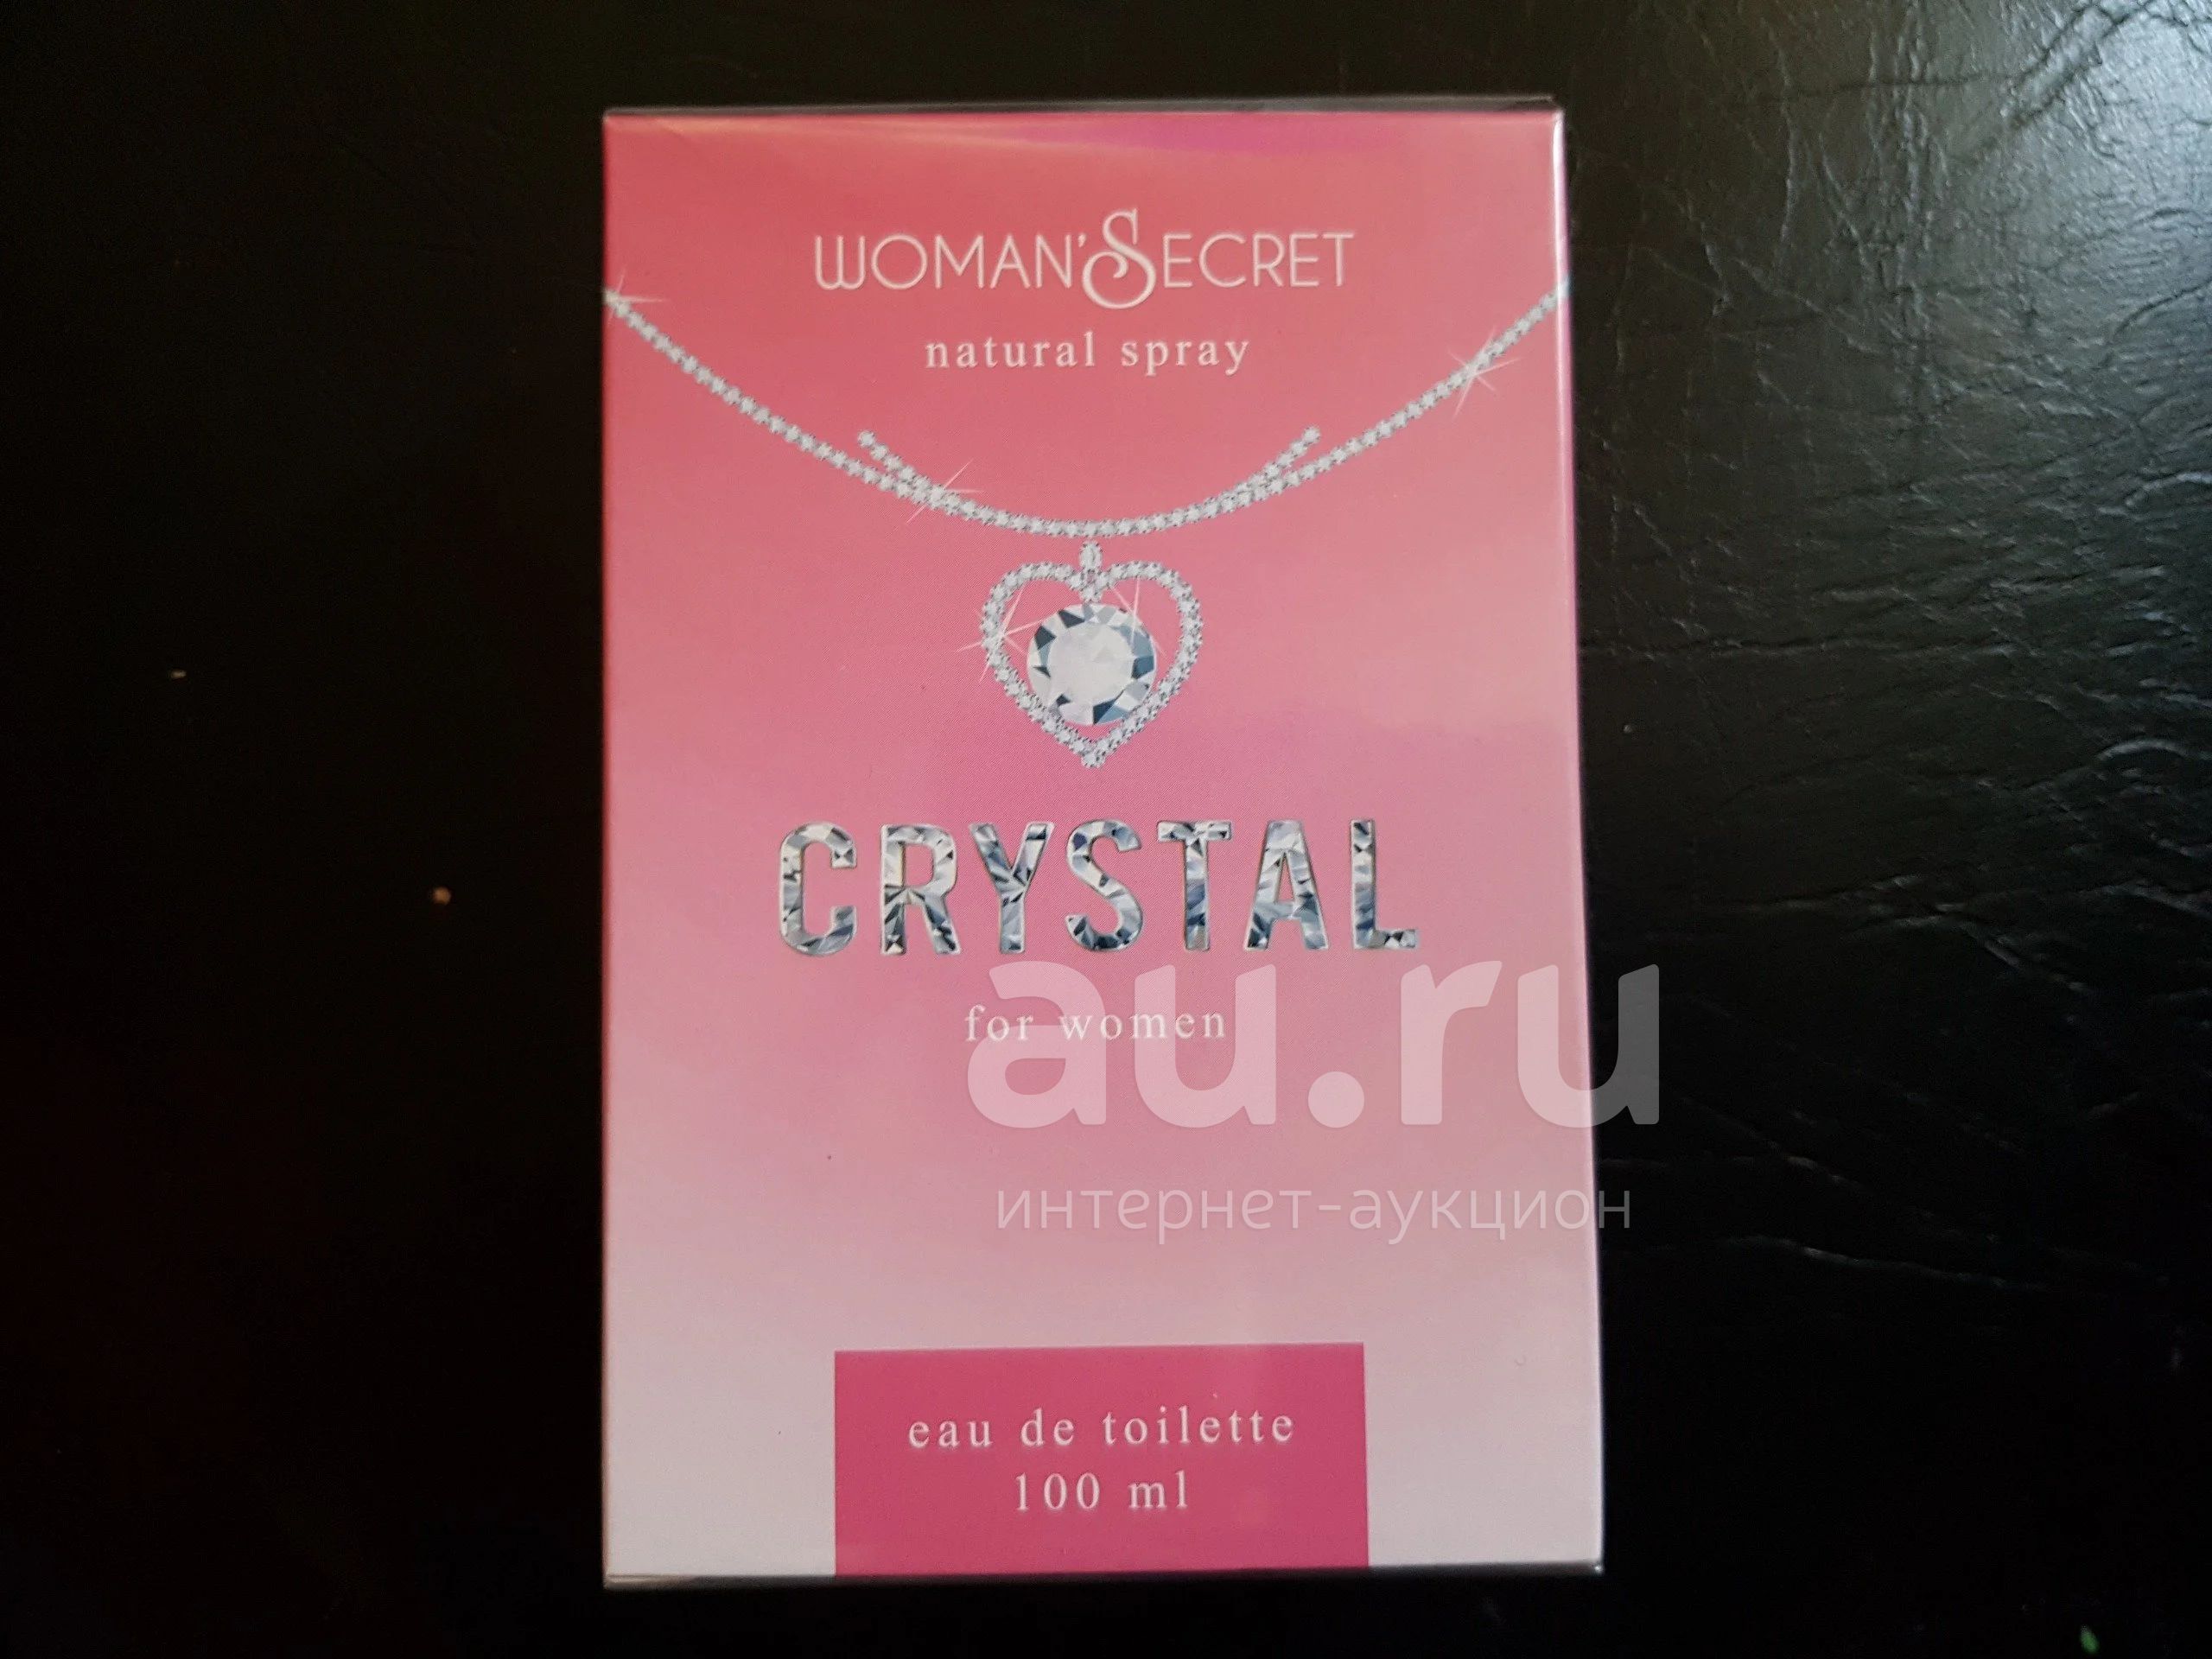 WOMAN'SECRET
natural spray
CRYSTAL
for women
au.ru
интернет-аукцион
eau de toilette
100 ml